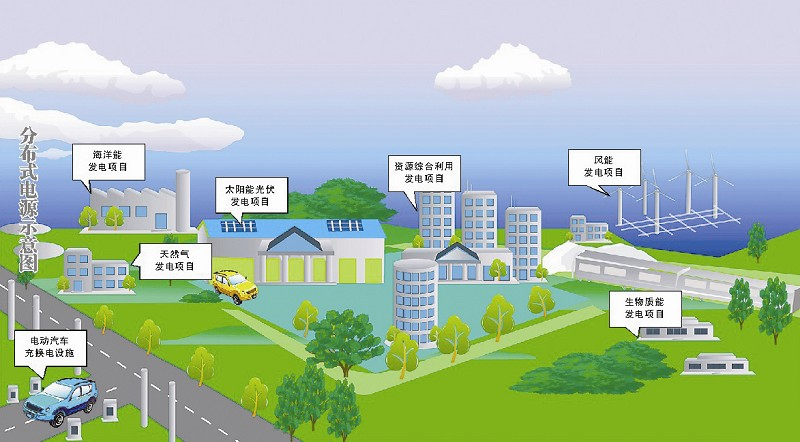 分布式电源示意图
海洋能
发电项目
太阳能光伏
发电项目
资源综合利用
发电项目
风能
发电项目
天然气
发电项目
生物质能
发电项目
电动汽车
充换电设施